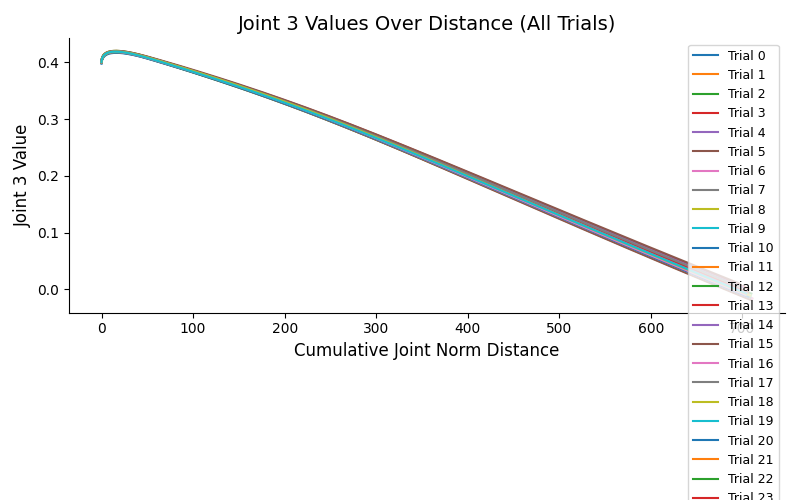 Joint 3 Values Over Distance (All Trials)
Joint 3 Value
0.4
0.3
0.2
0.1
0.0
0 100 200 300 400 500 600 700
Cumulative Joint Norm Distance
Trial 0
Trial 1
Trial 2
Trial 3
Trial 4
Trial 5
Trial 6
Trial 7
Trial 8
Trial 9
Trial 10
Trial 11
Trial 12
Trial 13
Trial 14
Trial 15
Trial 16
Trial 17
Trial 18
Trial 19
Trial 20
Trial 21
Trial 22
Trial 23